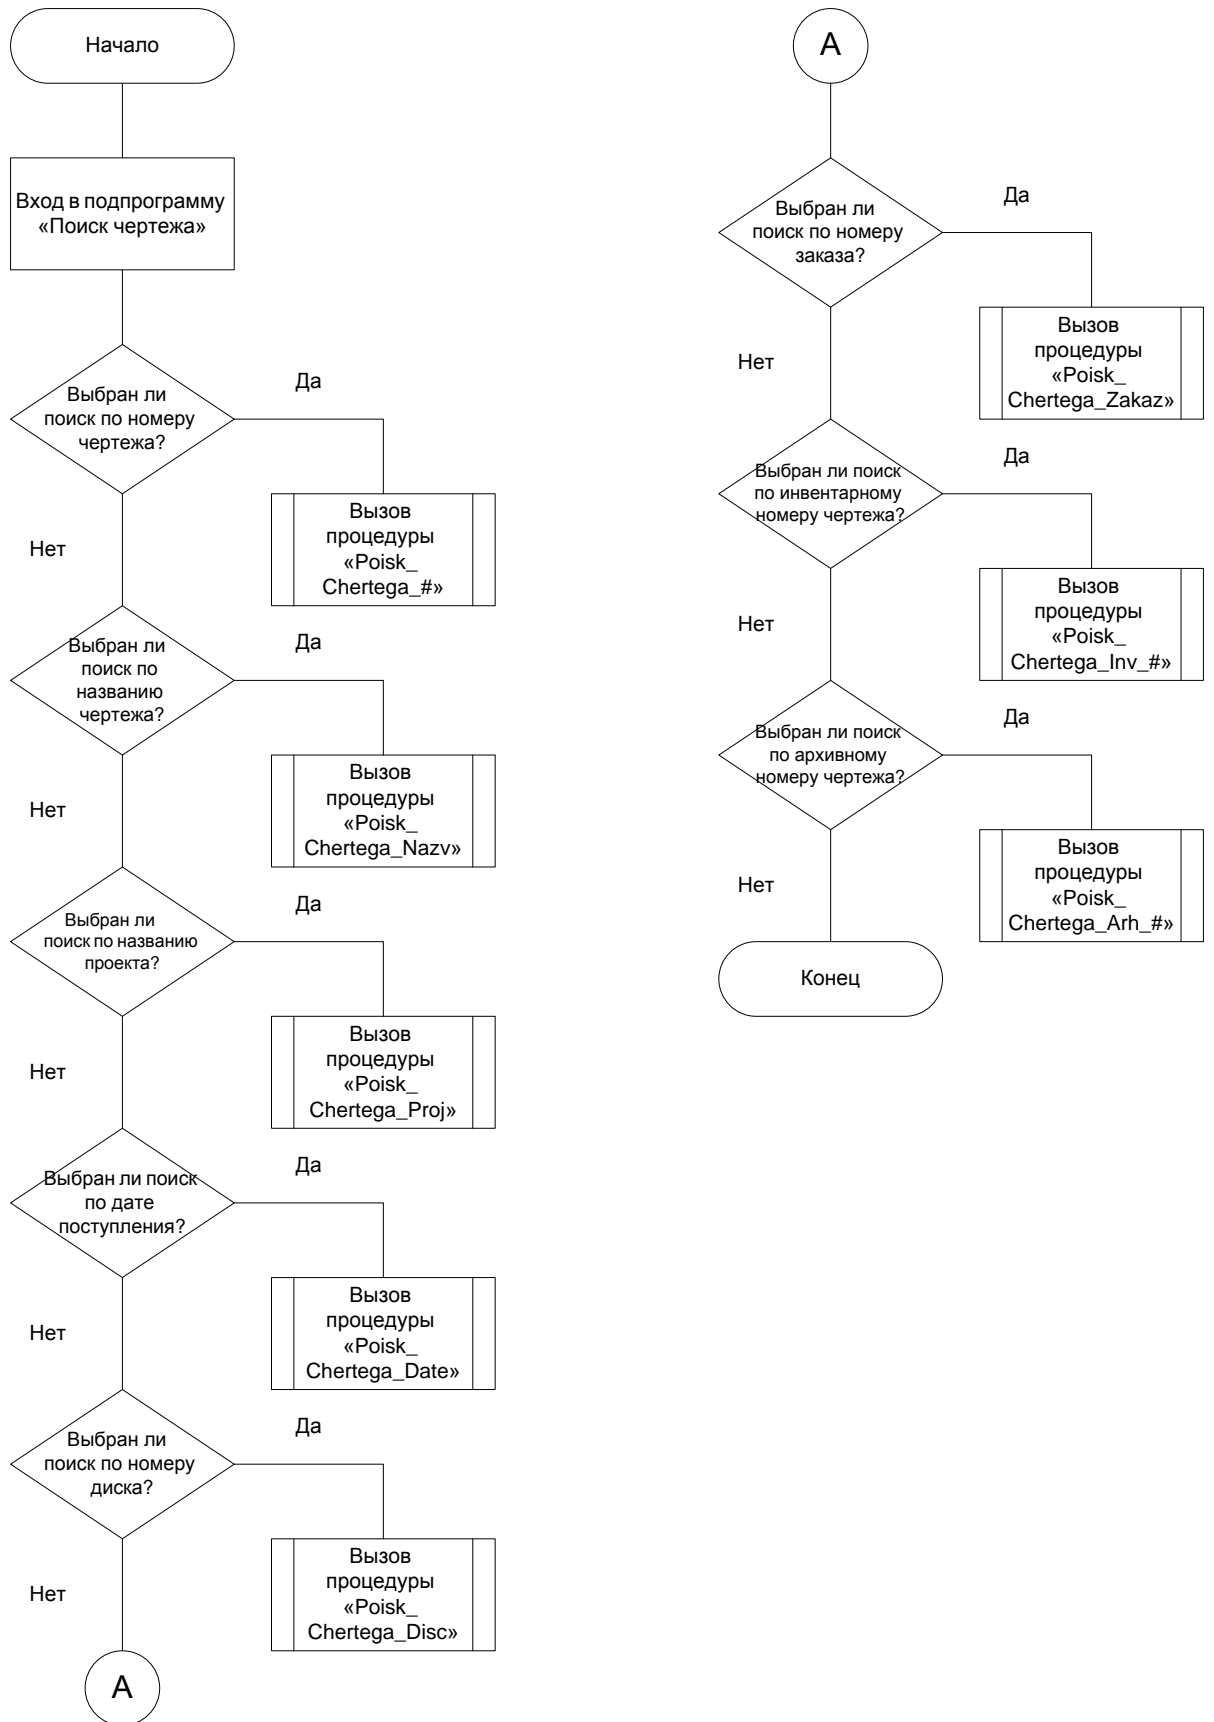 Начало
Вход в подпрограмму
«Поиск чертежа»
Выбран ли
поиск по номеру
чертежа?
Да
Вызов
процедуры
«Poisk_
Chertega_#»
Нет
Выбран ли
поиск по
названию
чертежа?
Да
Вызов
процедуры
«Poisk_
Chertega_Nazv»
Нет
Выбран ли
поиск по названию
проекта?
Да
Вызов
процедуры
«Poisk_
Chertega_Proj»
Нет
Выбран ли поиск
по дате
поступления?
Да
Вызов
процедуры
«Poisk_
Chertega_Date»
Нет
Выбран ли
поиск по номеру
диска?
Да
Вызов
процедуры
«Poisk_
Chertega_Disc»
Нет
А
А
Выбран ли
поиск по номеру
заказа?
Да
Вызов
процедуры
«Poisk_
Chertega_Zakaz»
Нет
Выбран ли поиск
по инвентарному
номеру чертежа?
Да
Вызов
процедуры
«Poisk_
Chertega_Inv_#»
Нет
Выбран ли поиск
по архивному
номеру чертежа?
Да
Вызов
процедуры
«Poisk_
Chertega_Arh_#»
Нет
Конец